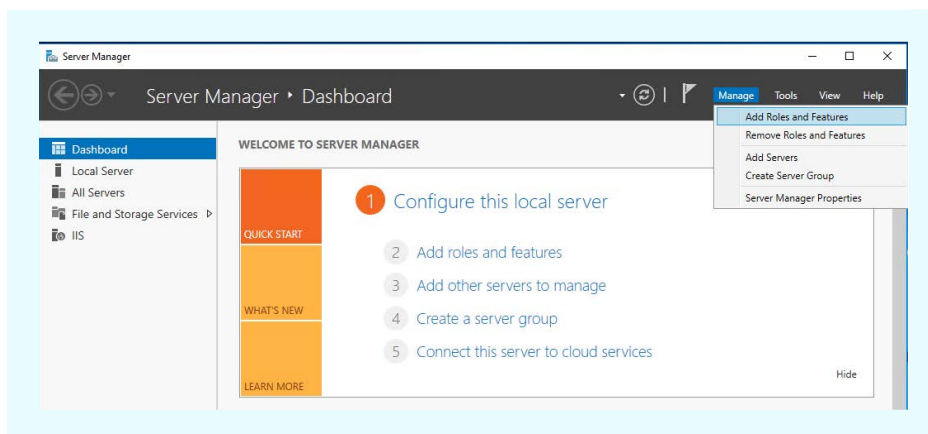 Server Manager
Server Manager • Dashboard
Manage Tools View Help
Add Roles and Features
Remove Roles and Features
Add Servers
Create Server Group
Server Manager Properties
Dashboard
Local Server
All Servers
File and Storage Services
IIS
WELCOME TO SERVER MANAGER
QUICK START
WHAT'S NEW
LEARN MORE
1 Configure this local server
2 Add roles and features
3 Add other servers to manage
4 Create a server group
5 Connect this server to cloud services
Hide